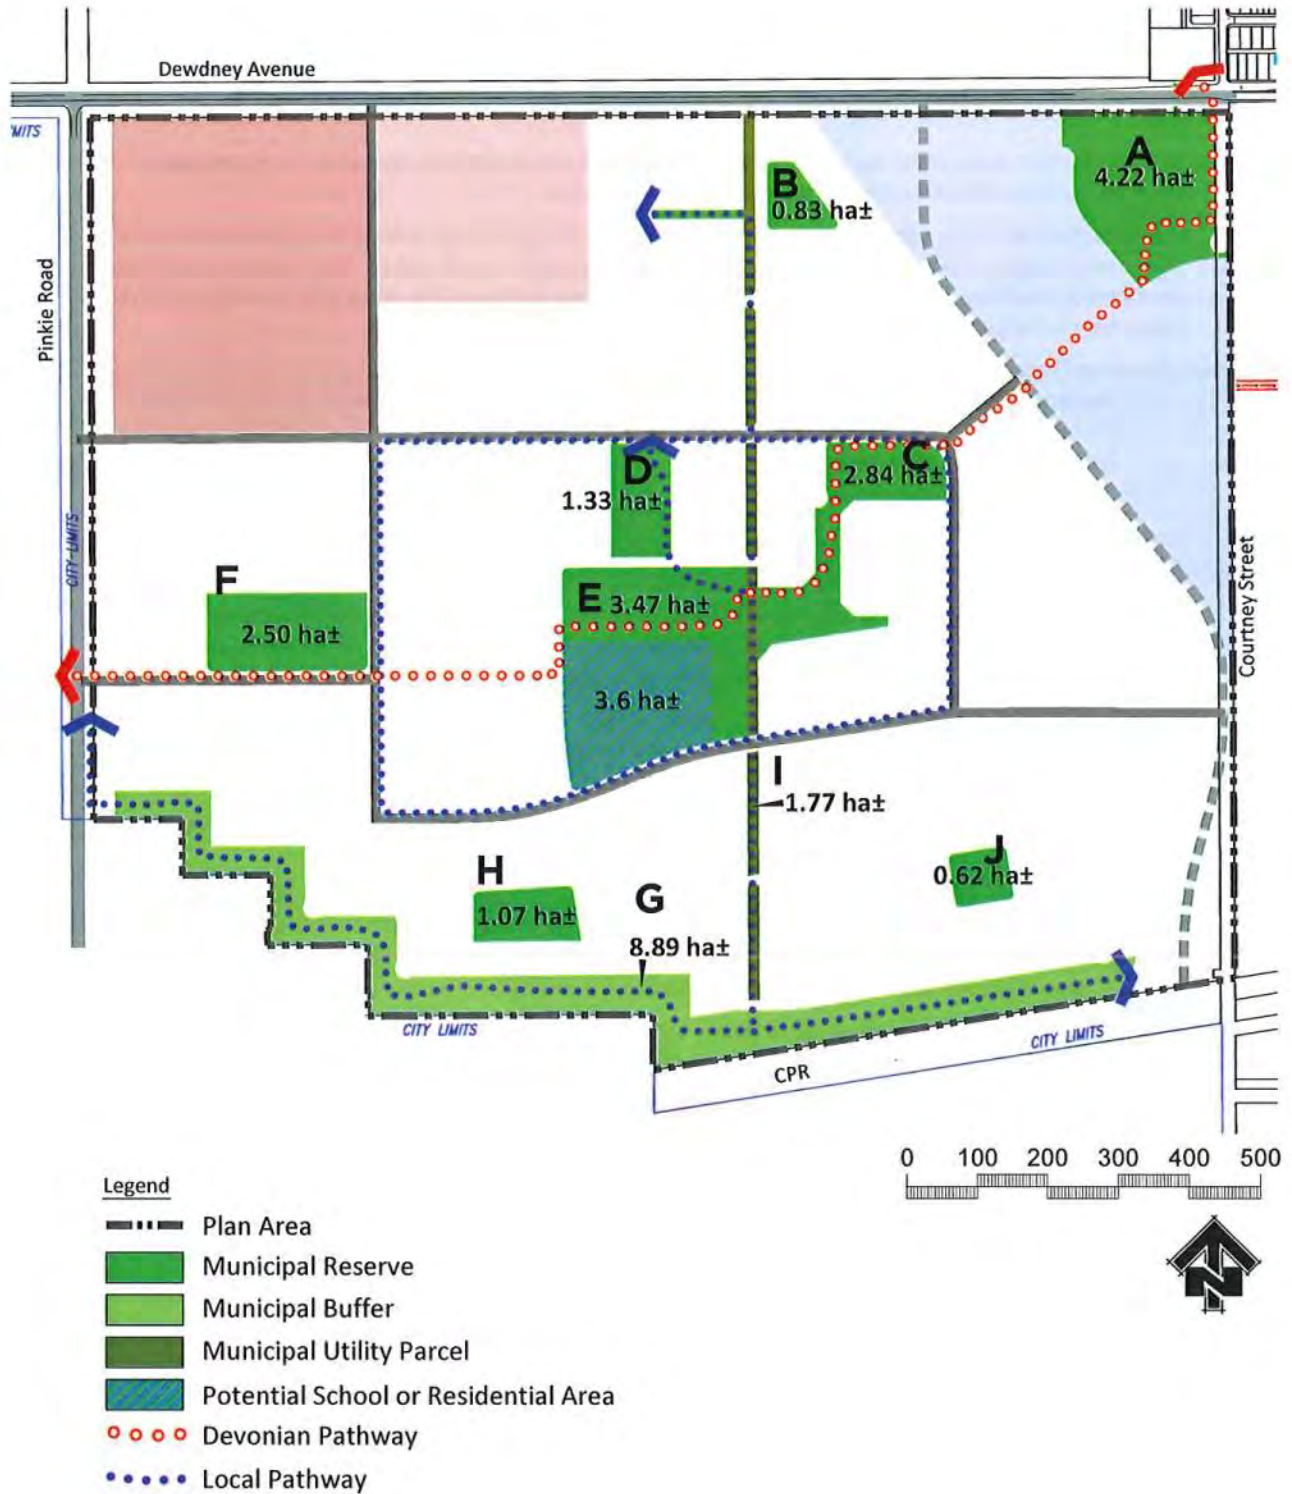 Dewdney Avenue
MITS
A
4.22 ha±
B
0.83 ha±
Pinkie Road
D
C
2.84 ha±
1.33 ha±
CITY LIMITS
Courtney Street
F
E 3.47 ha±
2.50 ha±
3.6 ha±
I
1.77 ha±
J
0.62 ha±
H
1.07 ha±
G
8.89 ha±
CITY LIMITS
CITY LIMITS
CPR
0 100 200 300 400 500
Legend
Plan Area
Municipal Reserve
Municipal Buffer
Municipal Utility Parcel
Potential School or Residential Area
Devonian Pathway
Local Pathway
N